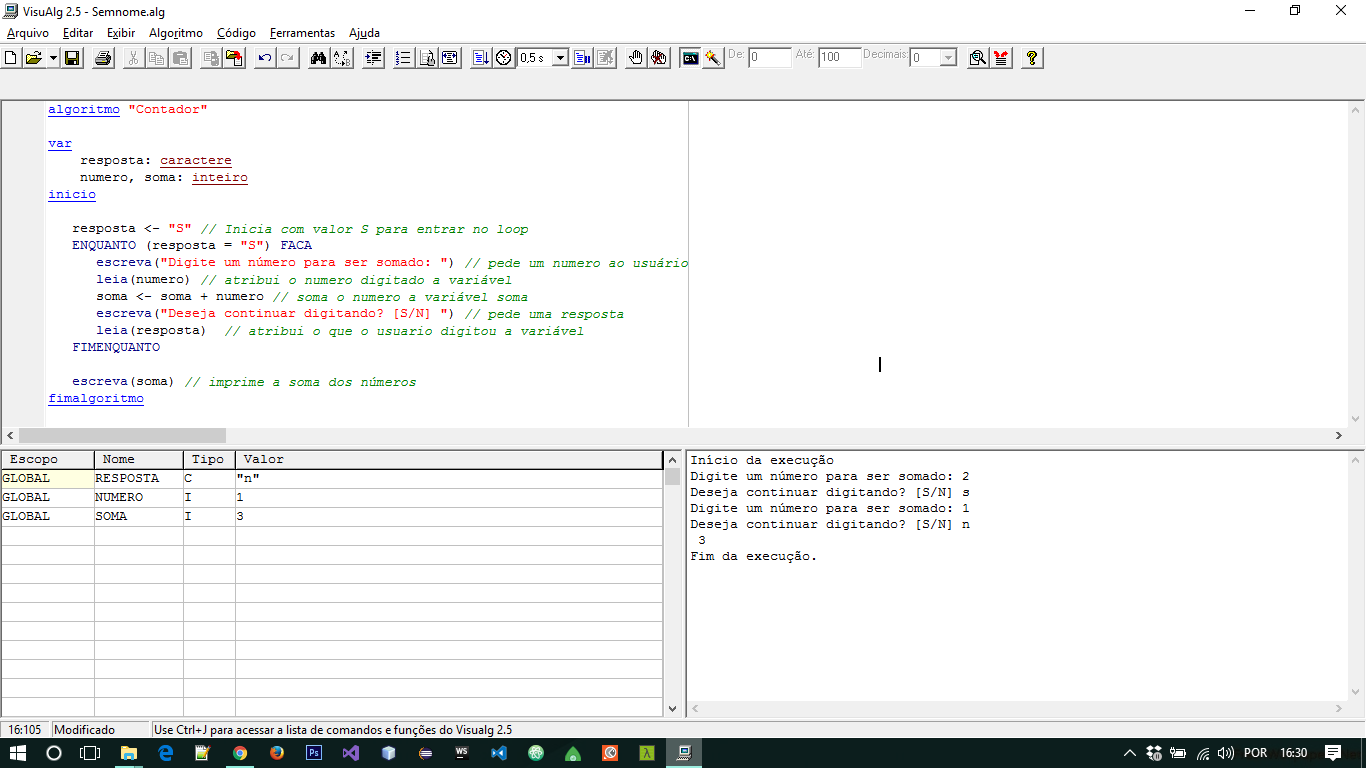 VisuAlg 2.5 - Semnome.alg
Arquivo Editar Exibir Algoritmo Código Ferramentas Ajuda
0,5 s De: 0 Até: 100 Decimais: 0
algoritmo "Contador"
var
resposta: caractere
numero, soma: inteiro
inicio
resposta <- "S" // Inicia com valor S para entrar no loop
ENQUANTO (resposta = "S") FACA
escreva("Digite um número para ser somado: ") // pede um numero ao usuário
leia(numero) // atribui o numero digitado a variável
soma <- soma + numero // soma o numero a variável soma
escreva("Deseja continuar digitando? [S/N] ") // pede uma resposta
leia(resposta) // atribui o que o usuario digitou a variável
FIMENQUANTO
escreva(soma) // imprime a soma dos números
fimalgoritmo
Escopo Nome Tipo Valor
GLOBAL RESPOSTA C "n"
GLOBAL NUMERO I 1
GLOBAL SOMA I 3
Início da execução
Digite um número para ser somado: 2
Deseja continuar digitando? [S/N] s
Digite um número para ser somado: 1
Deseja continuar digitando? [S/N] n
3
Fim da execução.
16:105 Modificado Use Ctrl+J para acessar a lista de comandos e funções do Visualg 2.5
Ps WS λ POR 16:30